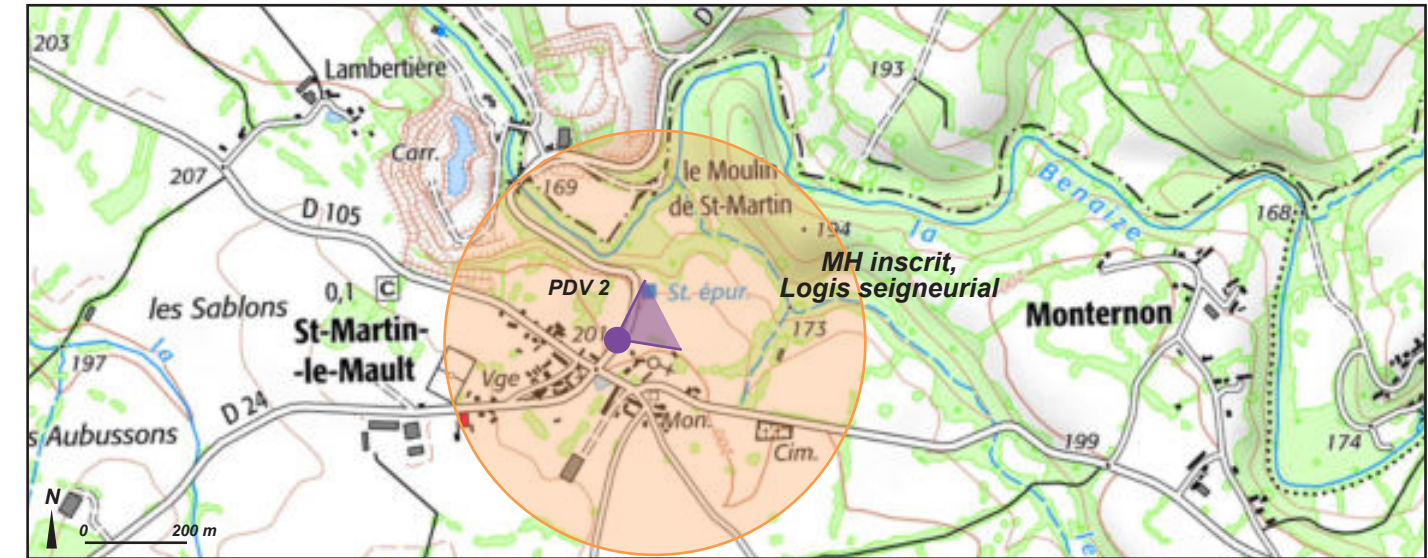 203
D
Lambertière
193
Carr.
169
le Moulin
de St-Martin
Benaize
207
D 105
168
194
la
MH inscrit,
Logis seigneurial
0,1
C
PDV 2
St. épur.
les Sablons
Monternon
St-Martin-
-le-Mault
201
173
197
la
Vge
D 24
Mon.
s Aubussons
Cim.
199
174
N
0
200 m
le